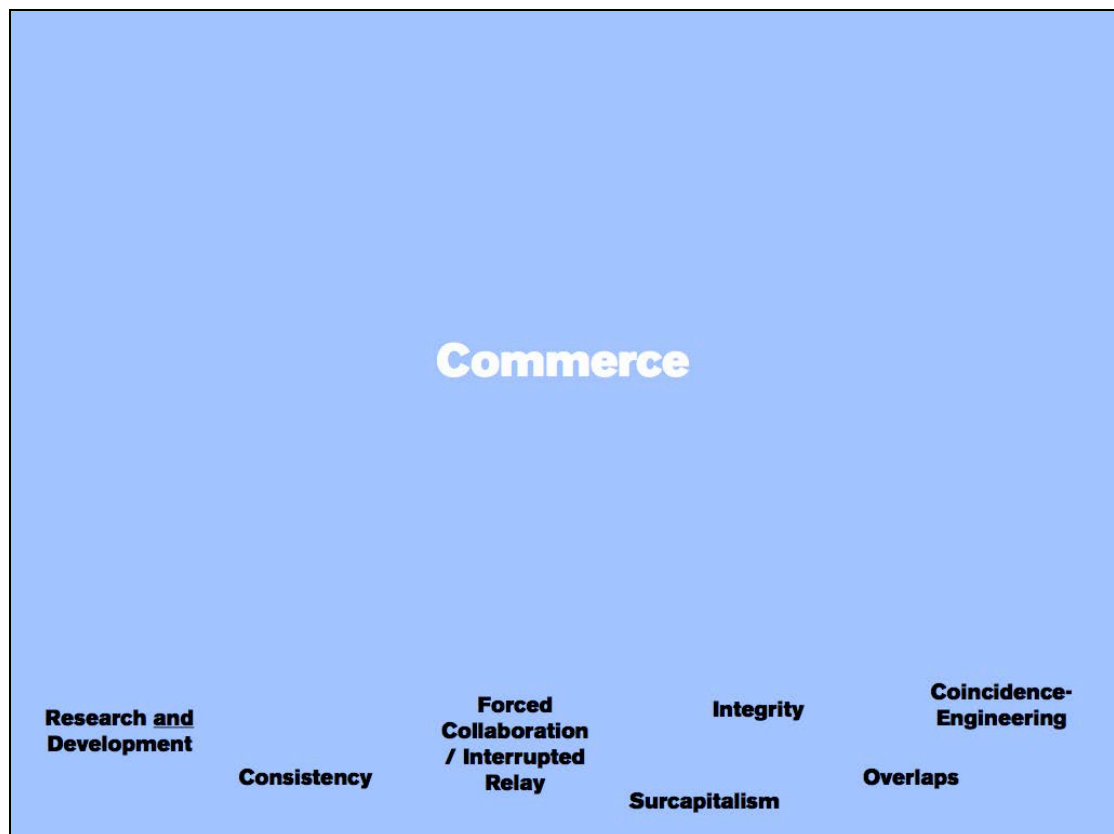 Commerce
Research and
Development
Consistency
Forced
Collaboration
/ Interrupted
Relay
Surcapitalism
Integrity
Overlaps
Coincidence-
Engineering